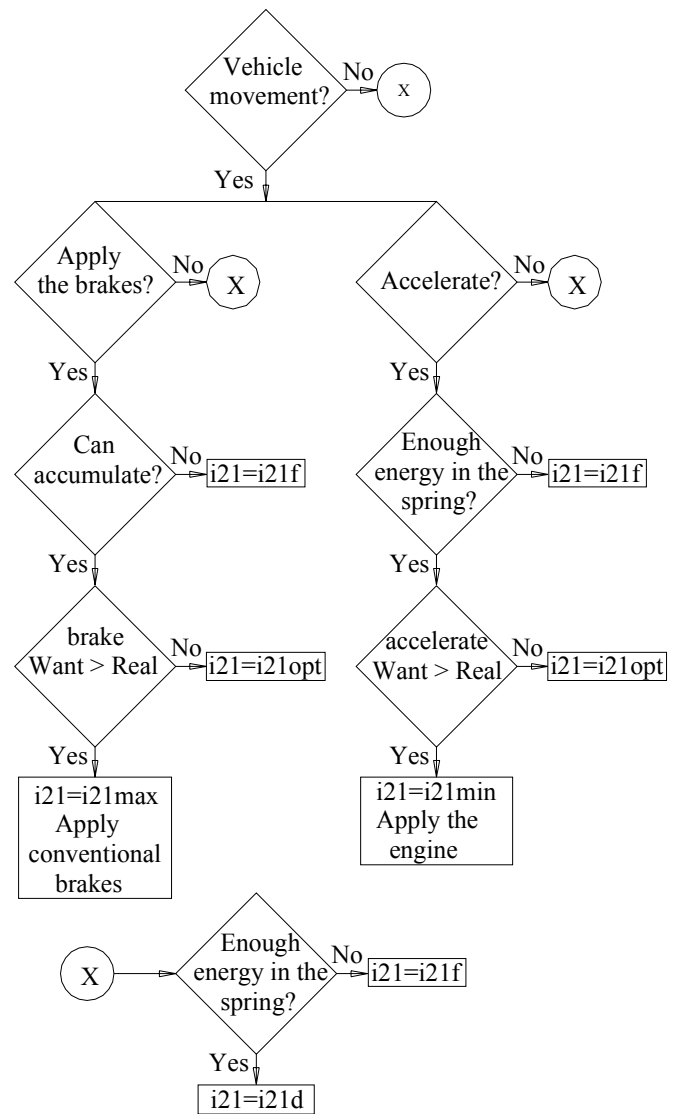 Vehicle
movement?
No
X
Yes
Apply
the brakes?
No
X
Yes
Can
accumulate?
No
i21=i21f
Yes
brake
Want > Real
No
i21=i21opt
Yes
i21=i21max
Apply
conventional
brakes
Accelerate?
No
X
Yes
Enough
energy in the
spring?
No
i21=i21f
Yes
accelerate
Want > Real
No
i21=i21opt
Yes
i21=i21min
Apply the
engine
X
Enough
energy in the
spring?
No
i21=i21f
Yes
i21=i21d